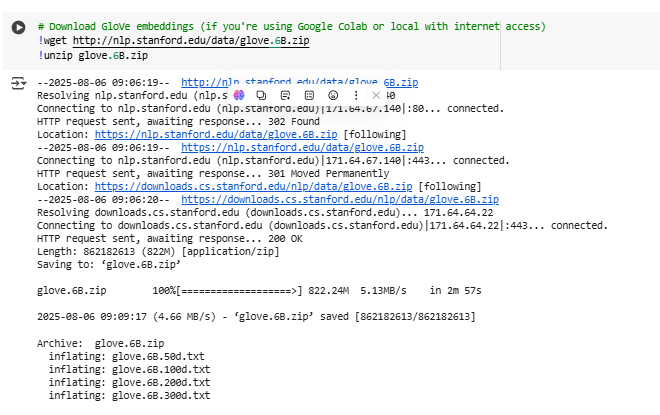 # Download GloVe embeddings (if you're using Google Colab or local with internet access)
!wget http://nlp.stanford.edu/data/glove.6B.zip
!unzip glove.6B.zip
--2025-08-06 09:06:19--  http://nlp.stanford.edu/data/glove.6B.zip
Resolving nlp.stanford.edu (nlp.s
Connecting to nlp.stanford.edu (nlp.stanford.edu)|171.64.67.140|:80... connected.
HTTP request sent, awaiting response... 302 Found
Location: https://nlp.stanford.edu/data/glove.6B.zip [following]
--2025-08-06 09:06:19--  https://nlp.stanford.edu/data/glove.6B.zip
Connecting to nlp.stanford.edu (nlp.stanford.edu)|171.64.67.140|:443... connected.
HTTP request sent, awaiting response... 301 Moved Permanently
Location: https://downloads.cs.stanford.edu/nlp/data/glove.6B.zip [following]
--2025-08-06 09:06:20--  https://downloads.cs.stanford.edu/nlp/data/glove.6B.zip
Resolving downloads.cs.stanford.edu (downloads.cs.stanford.edu)... 171.64.64.22
Connecting to downloads.cs.stanford.edu (downloads.cs.stanford.edu)|171.64.64.22|:443... connected.
HTTP request sent, awaiting response... 200 OK
Length: 862182613 (822M) [application/zip]
Saving to: ‘glove.6B.zip’
glove.6B.zip        100%[===================>] 822.24M  5.13MB/s    in 2m 57s
2025-08-06 09:09:17 (4.66 MB/s) - ‘glove.6B.zip’ saved [862182613/862182613]
Archive:  glove.6B.zip
  inflating: glove.6B.50d.txt
  inflating: glove.6B.100d.txt
  inflating: glove.6B.200d.txt
  inflating: glove.6B.300d.txt